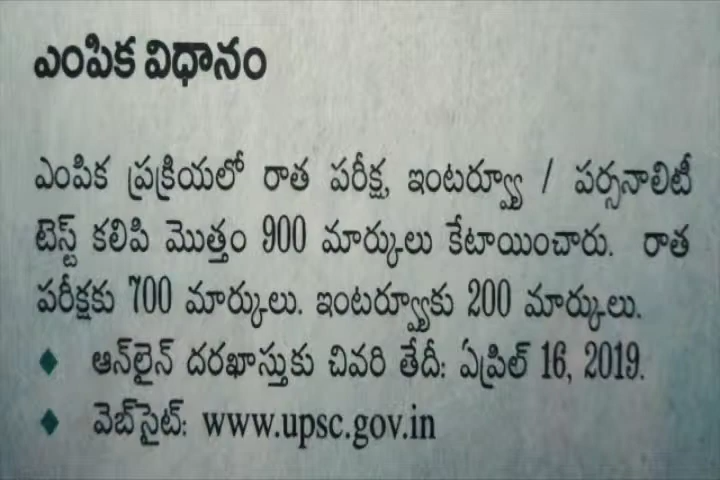 ఎంపిక విధానం
ఎంపిక ప్రక్రియలో రాత పరీక్ష, ఇంటర్వ్యూ / పర్సనాలిటీ
టెస్ట్ కలిపి మొత్తం 900 మార్కులు కేటాయించారు. రాత
పరీక్షకు 700 మార్కులు. ఇంటర్వ్యూకు 200 మార్కులు.
◆ ఆన్‌లైన్ దరఖాస్తుకు చివరి తేదీ: ఏప్రిల్ 16, 2019.
◆ వెబ్‌సైట్: www.upsc.gov.in